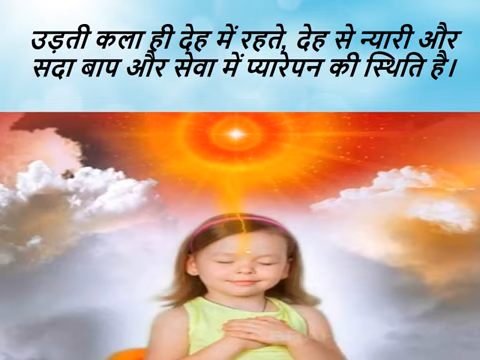 उड़ती कला ही देह में रहते, देह से न्यारी और
सदा बाप और सेवा में प्यारेपन की स्थिति है।